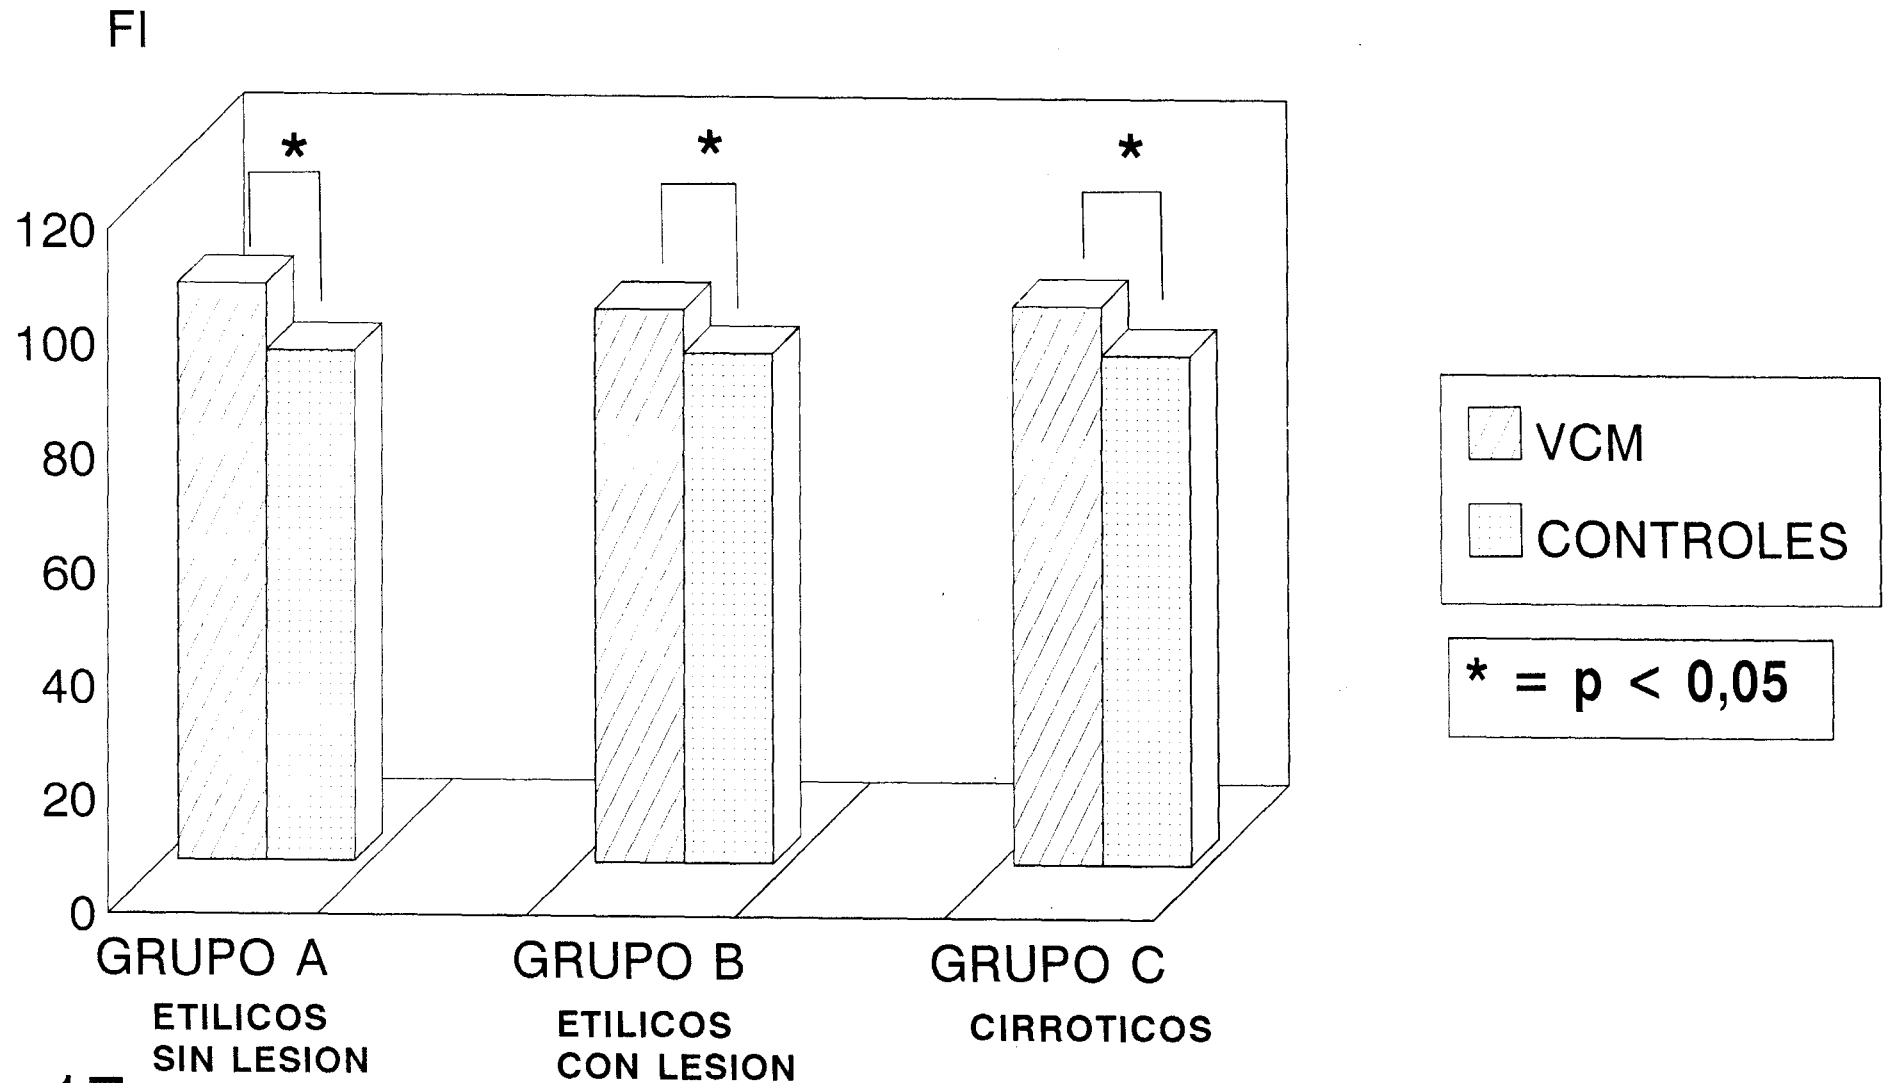 Fl
*
*
*
120
100
80
60
40
20
0
VCM
CONTROLES
* = p < 0,05
GRUPO A
GRUPO B
GRUPO C
ETILICOS
SIN LESION
ETILICOS
CON LESION
CIRROTICOS